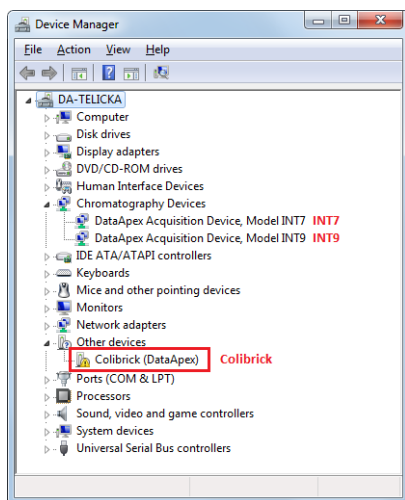 Device Manager
File Action View Help
DA-TELICKA
Computer
Disk drives
Display adapters
DVD/CD-ROM drives
Human Interface Devices
Chromatography Devices
DataApex Acquisition Device, Model INT7 INT7
DataApex Acquisition Device, Model INT9 INT9
IDE ATA/ATAPI controllers
Keyboards
Mice and other pointing devices
Monitors
Network adapters
Other devices
Colibrick (DataApex) Colibrick
Ports (COM & LPT)
Processors
Sound, video and game controllers
System devices
Universal Serial Bus controllers